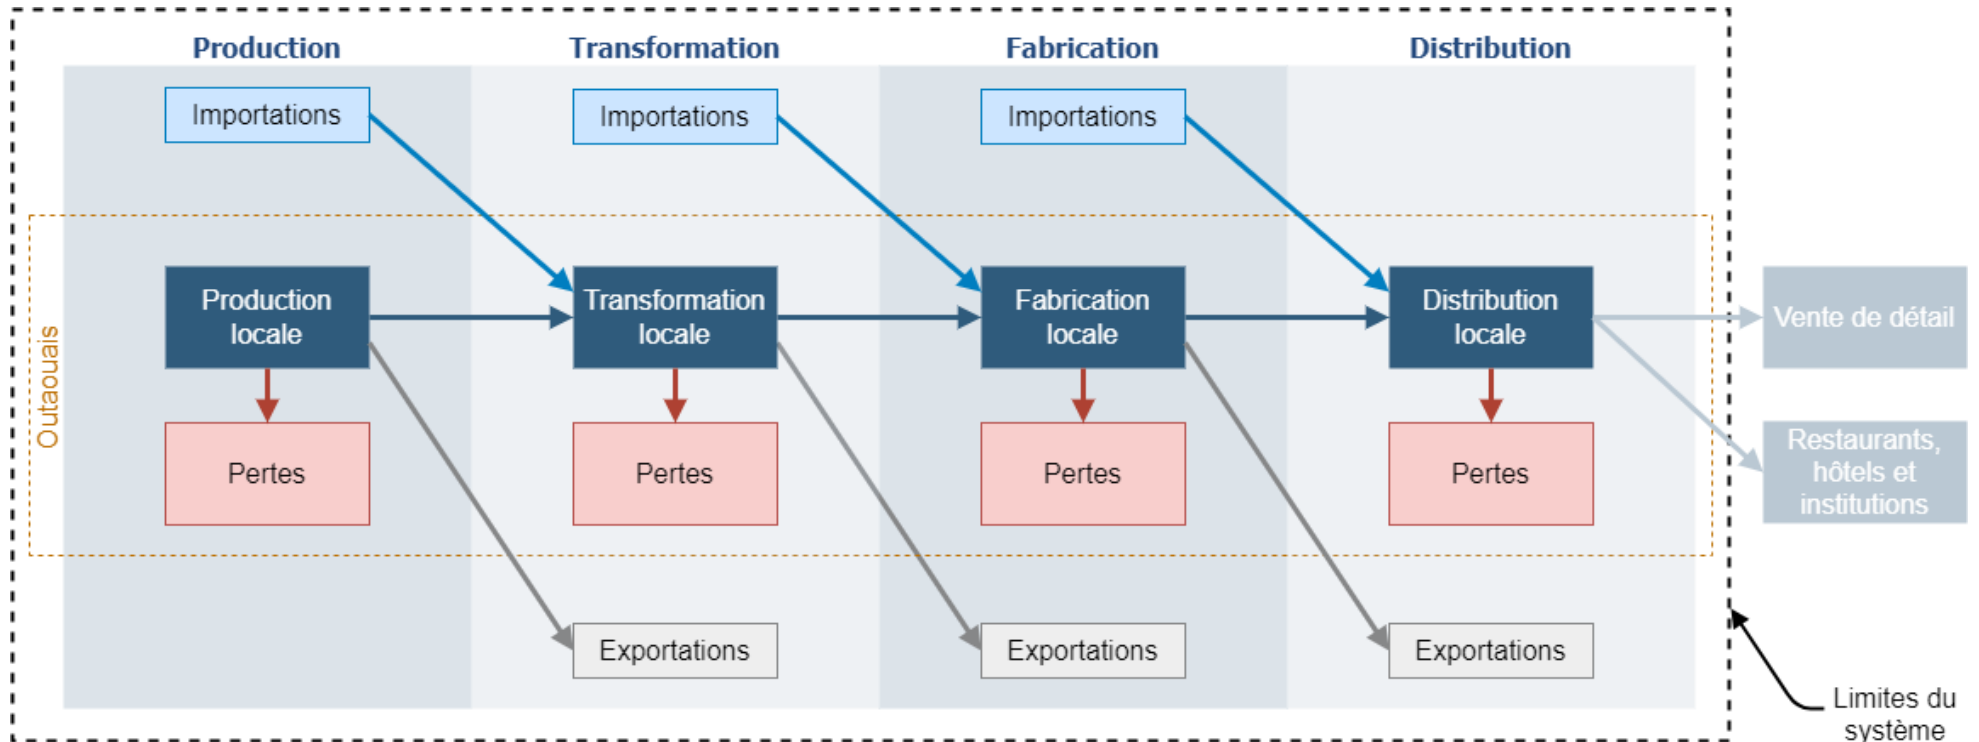 Production
Transformation
Fabrication
Distribution
Importations
Importations
Importations
Outaouais
Production
locale
Transformation
locale
Fabrication
locale
Distribution
locale
Vente de détail
Pertes
Pertes
Pertes
Pertes
Restaurants,
hôtels et
institutions
Exportations
Exportations
Exportations
Limites du
système